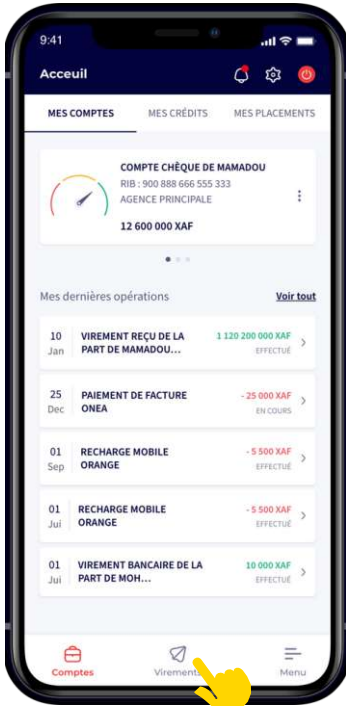 9:41
Acceuil
MES COMPTES MES CRÉDITS MES PLACEMENTS
COMPTE CHÈQUE DE MAMADOU
RIB : 900 888 666 555 333
AGENCE PRINCIPALE
12 600 000 XAF
Mes dernières opérations Voir tout
10 VIREMENT REÇU DE LA 1 120 200 000 XAF
Jan PART DE MAMADOU... EFFECTUÉ
25 PAIEMENT DE FACTURE - 25 000 XAF
Dec ONEA EN COURS
01 RECHARGE MOBILE - 5 500 XAF
Sep ORANGE EFFECTUÉ
01 RECHARGE MOBILE - 5 500 XAF
Jui ORANGE EFFECTUÉ
01 VIREMENT BANCAIRE DE LA 10 000 XAF
Jui PART DE MOH... EFFECTUÉ
Comptes Virements Menu